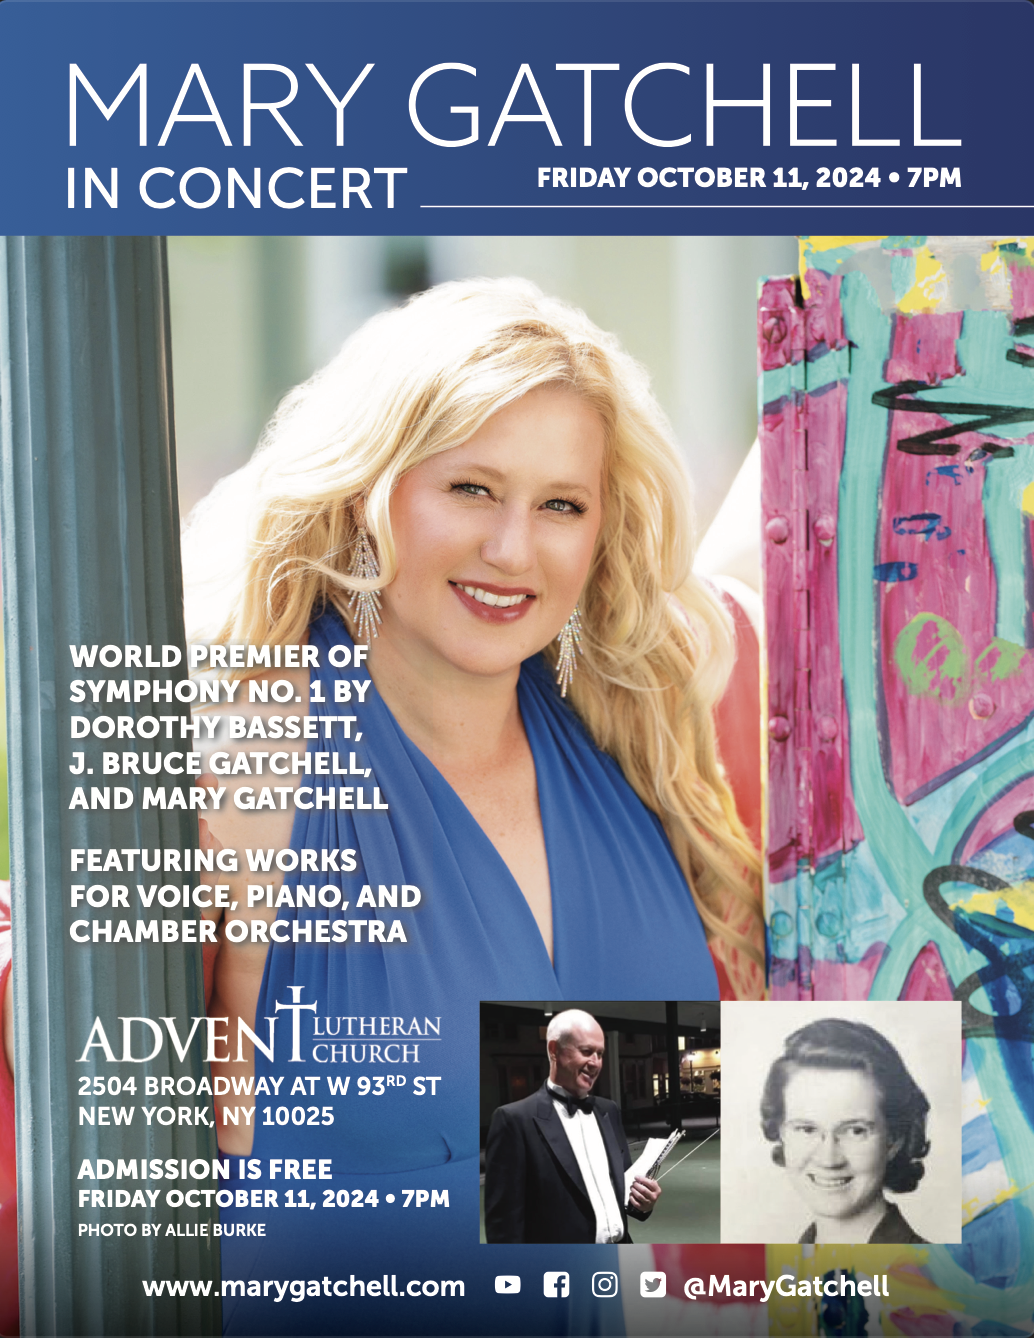 MARY GATCHELL
IN CONCERT
FRIDAY OCTOBER 11, 2024 • 7PM
WORLD PREMIER OF
SYMPHONY NO. 1 BY
DOROTHY BASSETT,
J. BRUCE GATCHELL,
AND MARY GATCHELL
FEATURING WORKS
FOR VOICE, PIANO, AND
CHAMBER ORCHESTRA
ADVENT LUTHERAN
CHURCH
2504 BROADWAY AT W 93RD ST
NEW YORK, NY 10025
ADMISSION IS FREE
FRIDAY OCTOBER 11, 2024 • 7PM
PHOTO BY ALLIE BURKE
www.marygatchell.com @MaryGatchell